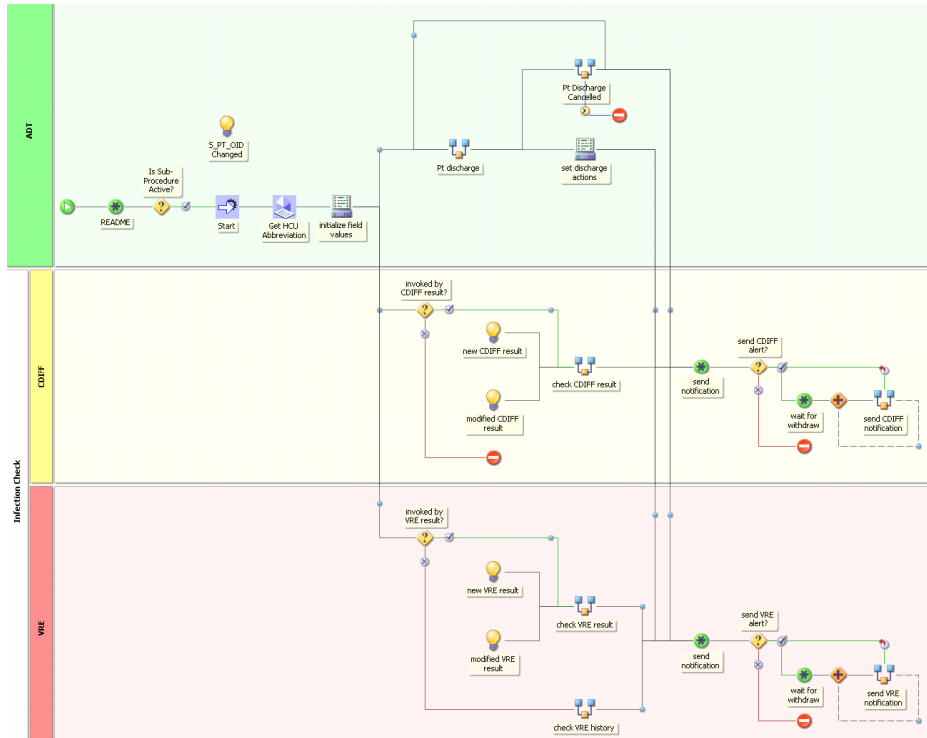 ADT
Pt Discharge
Cancelled
S_PT_OID
Changed
Pt discharge
set discharge
actions
Is Sub-
Procedure
Active?
README
Start
Get HCU
Abbreviation
initialize field
values
Infection Check
CDIFF
invoked by
CDIFF result?
new CDIFF result
check CDIFF result
modified CDIFF
result
send
notification
send CDIFF
alert?
wait for
withdraw
send CDIFF
notification
VRE
invoked by
VRE result?
new VRE result
check VRE result
modified VRE
result
check VRE history
send
notification
send VRE
alert?
wait for
withdraw
send VRE
notification